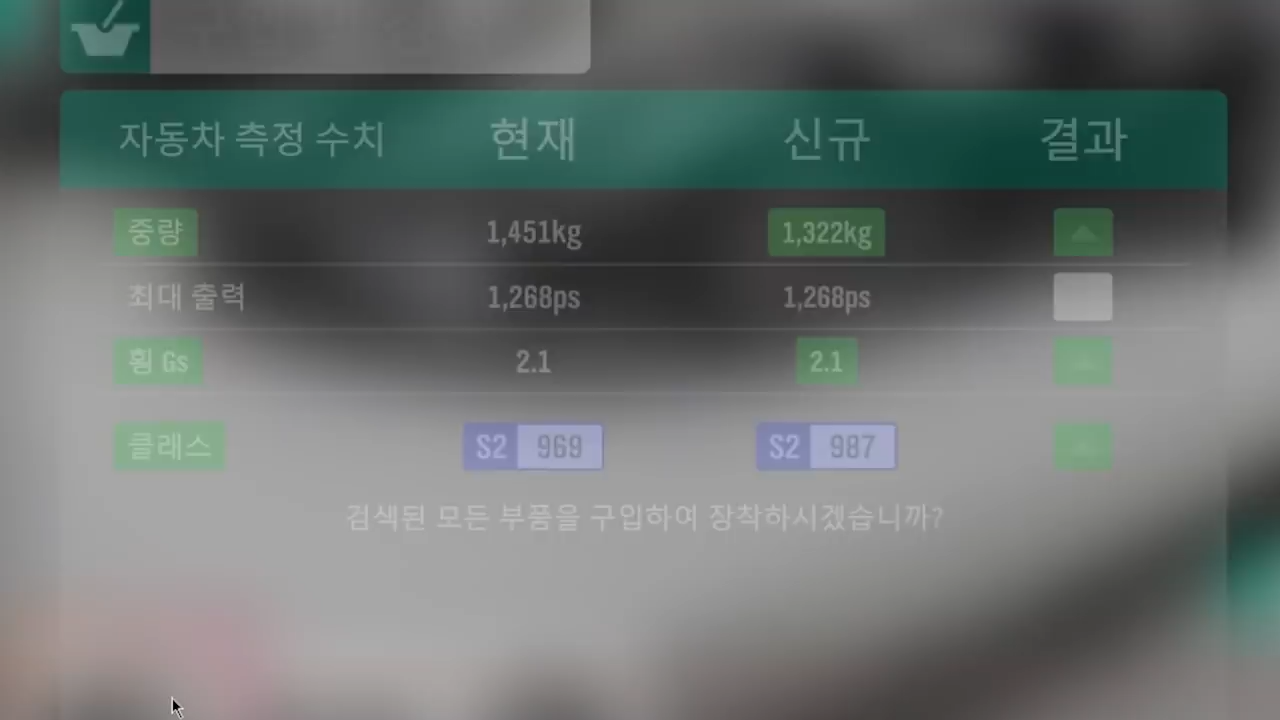 자동차 측정 수치 현재 신규 결과
중량 1,451kg 1,322kg
최대 출력 1,268ps 1,268ps
횡 Gs 2.1 2.1
클래스 S2 969 S2 987
검색된 모든 부품을 구입하여 장착하시겠습니까?